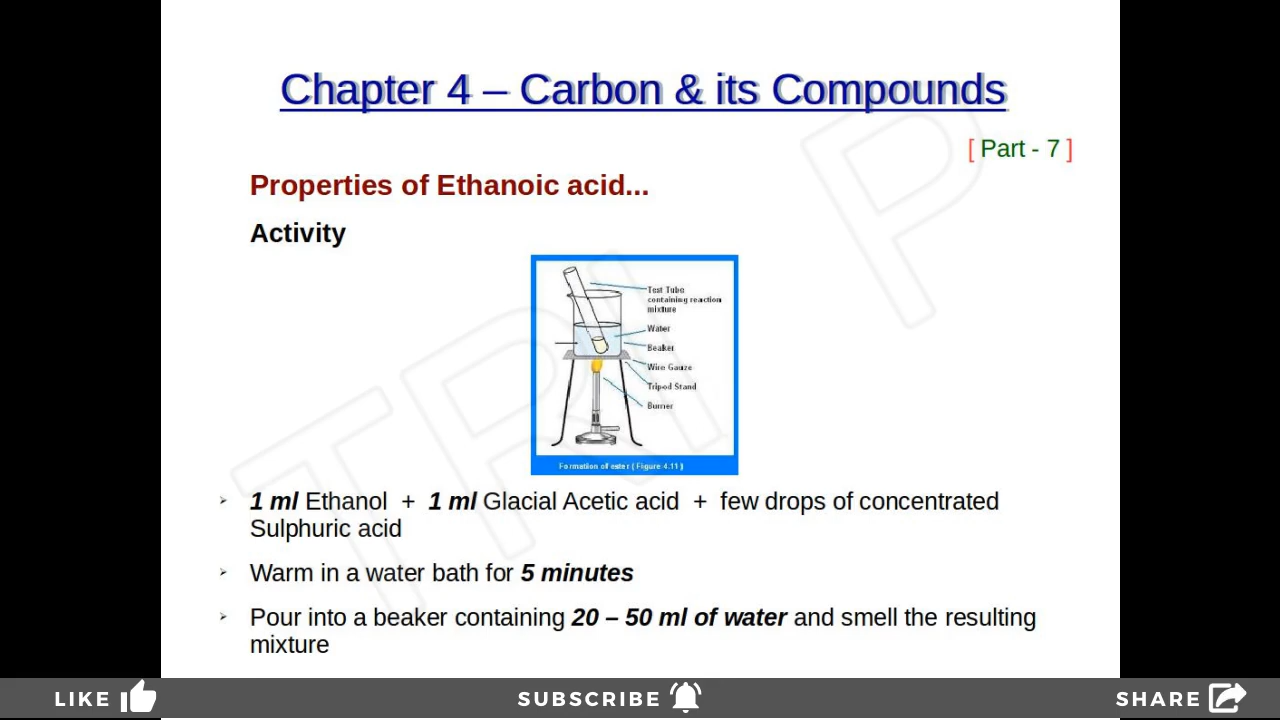 Chapter 4 – Carbon & its Compounds
[ Part - 7 ]
Properties of Ethanoic acid...
Activity
Test Tube
containing reaction
mixture
Water
Beaker
Wire Gauze
Tripod Stand
Burner
Formation of ester ( Figure 4.11 )
➢ 1 ml Ethanol + 1 ml Glacial Acetic acid + few drops of concentrated
Sulphuric acid
➢ Warm in a water bath for 5 minutes
➢ Pour into a beaker containing 20 – 50 ml of water and smell the resulting
mixture
TRIP
LIKE SUBSCRIBE SHARE